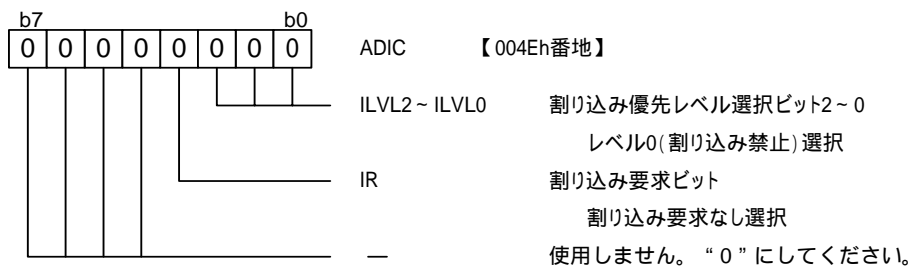 b7 b0
0 0 0 0 0 0 0 0 ADIC 【004Eh番地】
ILVL2~ILVL0 割り込み優先レベル選択ビット2~0
レベル0(割り込み禁止)選択
IR 割り込み要求ビット
割り込み要求なし選択
— 使用しません。“0”にしてください。